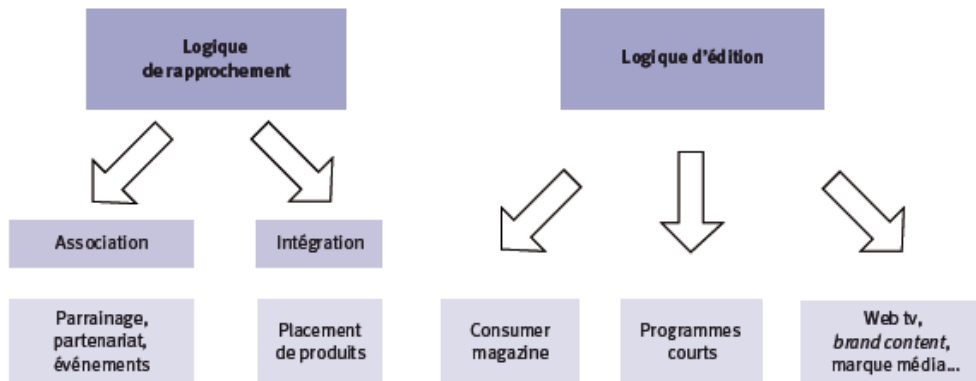 Logique
de rapprochement
Logique d'édition
Association
Intégration
Parrainage,
partenariat,
événements
Placement
de produits
Consumer
magazine
Programmes
courts
Web tv,
brand content,
marque média...